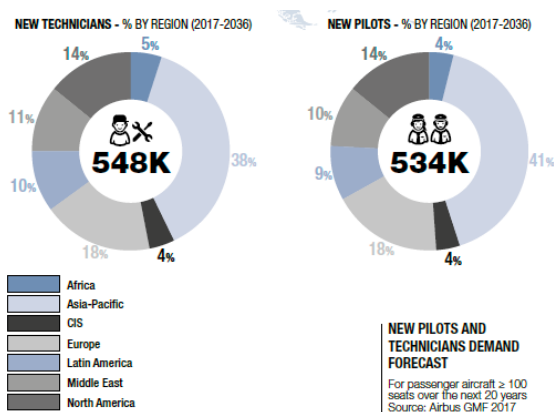 NEW TECHNICIANS - % BY REGION (2017-2036)
5%
38%
4%
18%
10%
11%
14%
548K
NEW PILOTS - % BY REGION (2017-2036)
4%
41%
4%
18%
9%
10%
14%
534K
Africa
Asia-Pacific
CIS
Europe
Latin America
Middle East
North America
NEW PILOTS AND
TECHNICIANS DEMAND
FORECAST
For passenger aircraft ≥ 100
seats over the next 20 years
Source: Airbus GMF 2017